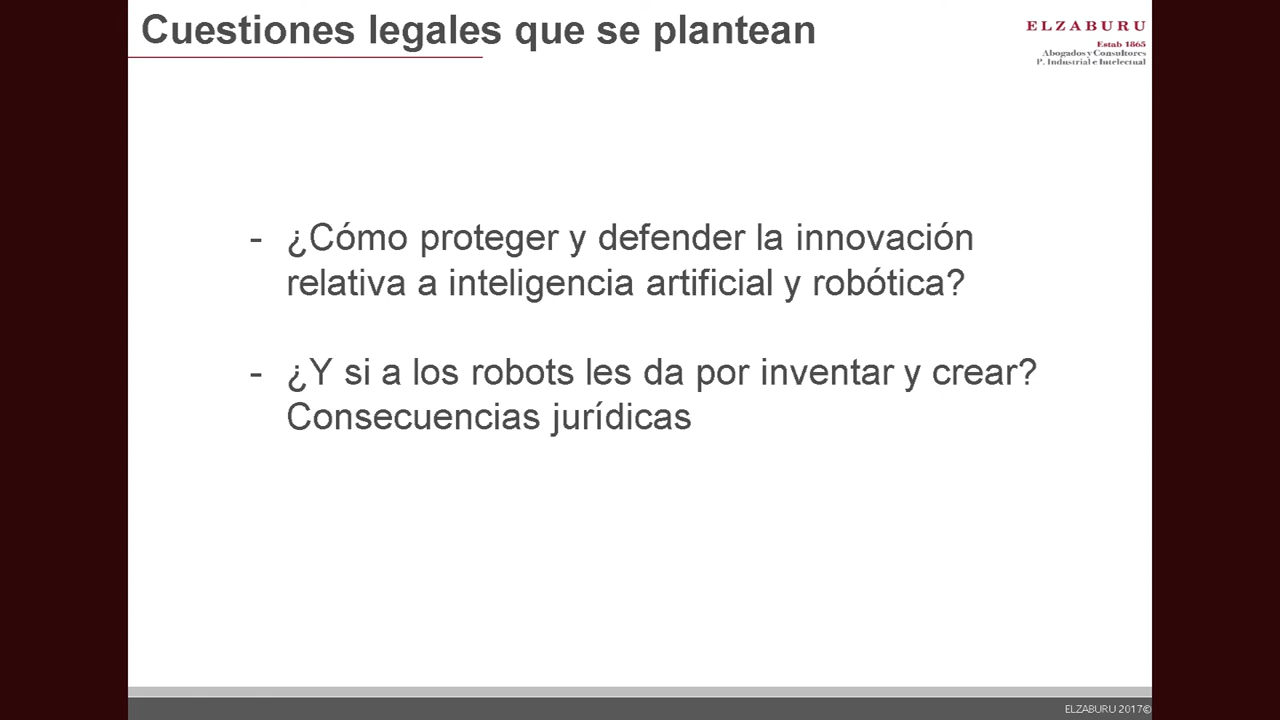 Cuestiones legales que se plantean
ELZABURU
Estab 1865
Abogados y Consultores
P. Industrial e Intelectual
- ¿Cómo proteger y defender la innovación
relativa a inteligencia artificial y robótica?
- ¿Y si a los robots les da por inventar y crear?
Consecuencias jurídicas
ELZABURU 2017©